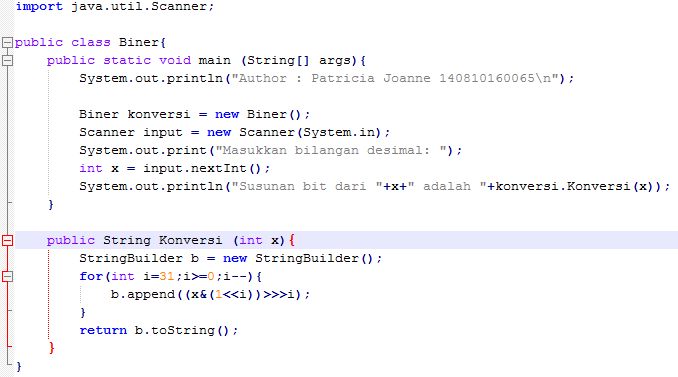 import java.util.Scanner;
public class Biner{
public static void main (String[] args){
System.out.println("Author : Patricia Joanne 140810160065\n");
Biner konversi = new Biner();
Scanner input = new Scanner(System.in);
System.out.print("Masukkan bilangan desimal: ");
int x = input.nextInt();
System.out.println("Susunan bit dari "+x+" adalah "+konversi.Konversi(x));
}
public String Konversi (int x){
StringBuilder b = new StringBuilder();
for(int i=31;i>=0;i--){
b.append((x&(1<<i))>>>i);
}
return b.toString();
}
}